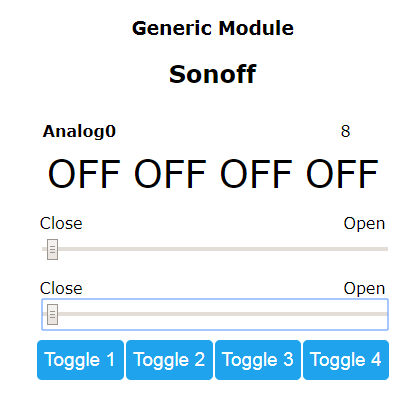 Generic Module
Sonoff
Analog0 8
OFF OFF OFF OFF
Close Open
Close Open
Toggle 1 Toggle 2 Toggle 3 Toggle 4